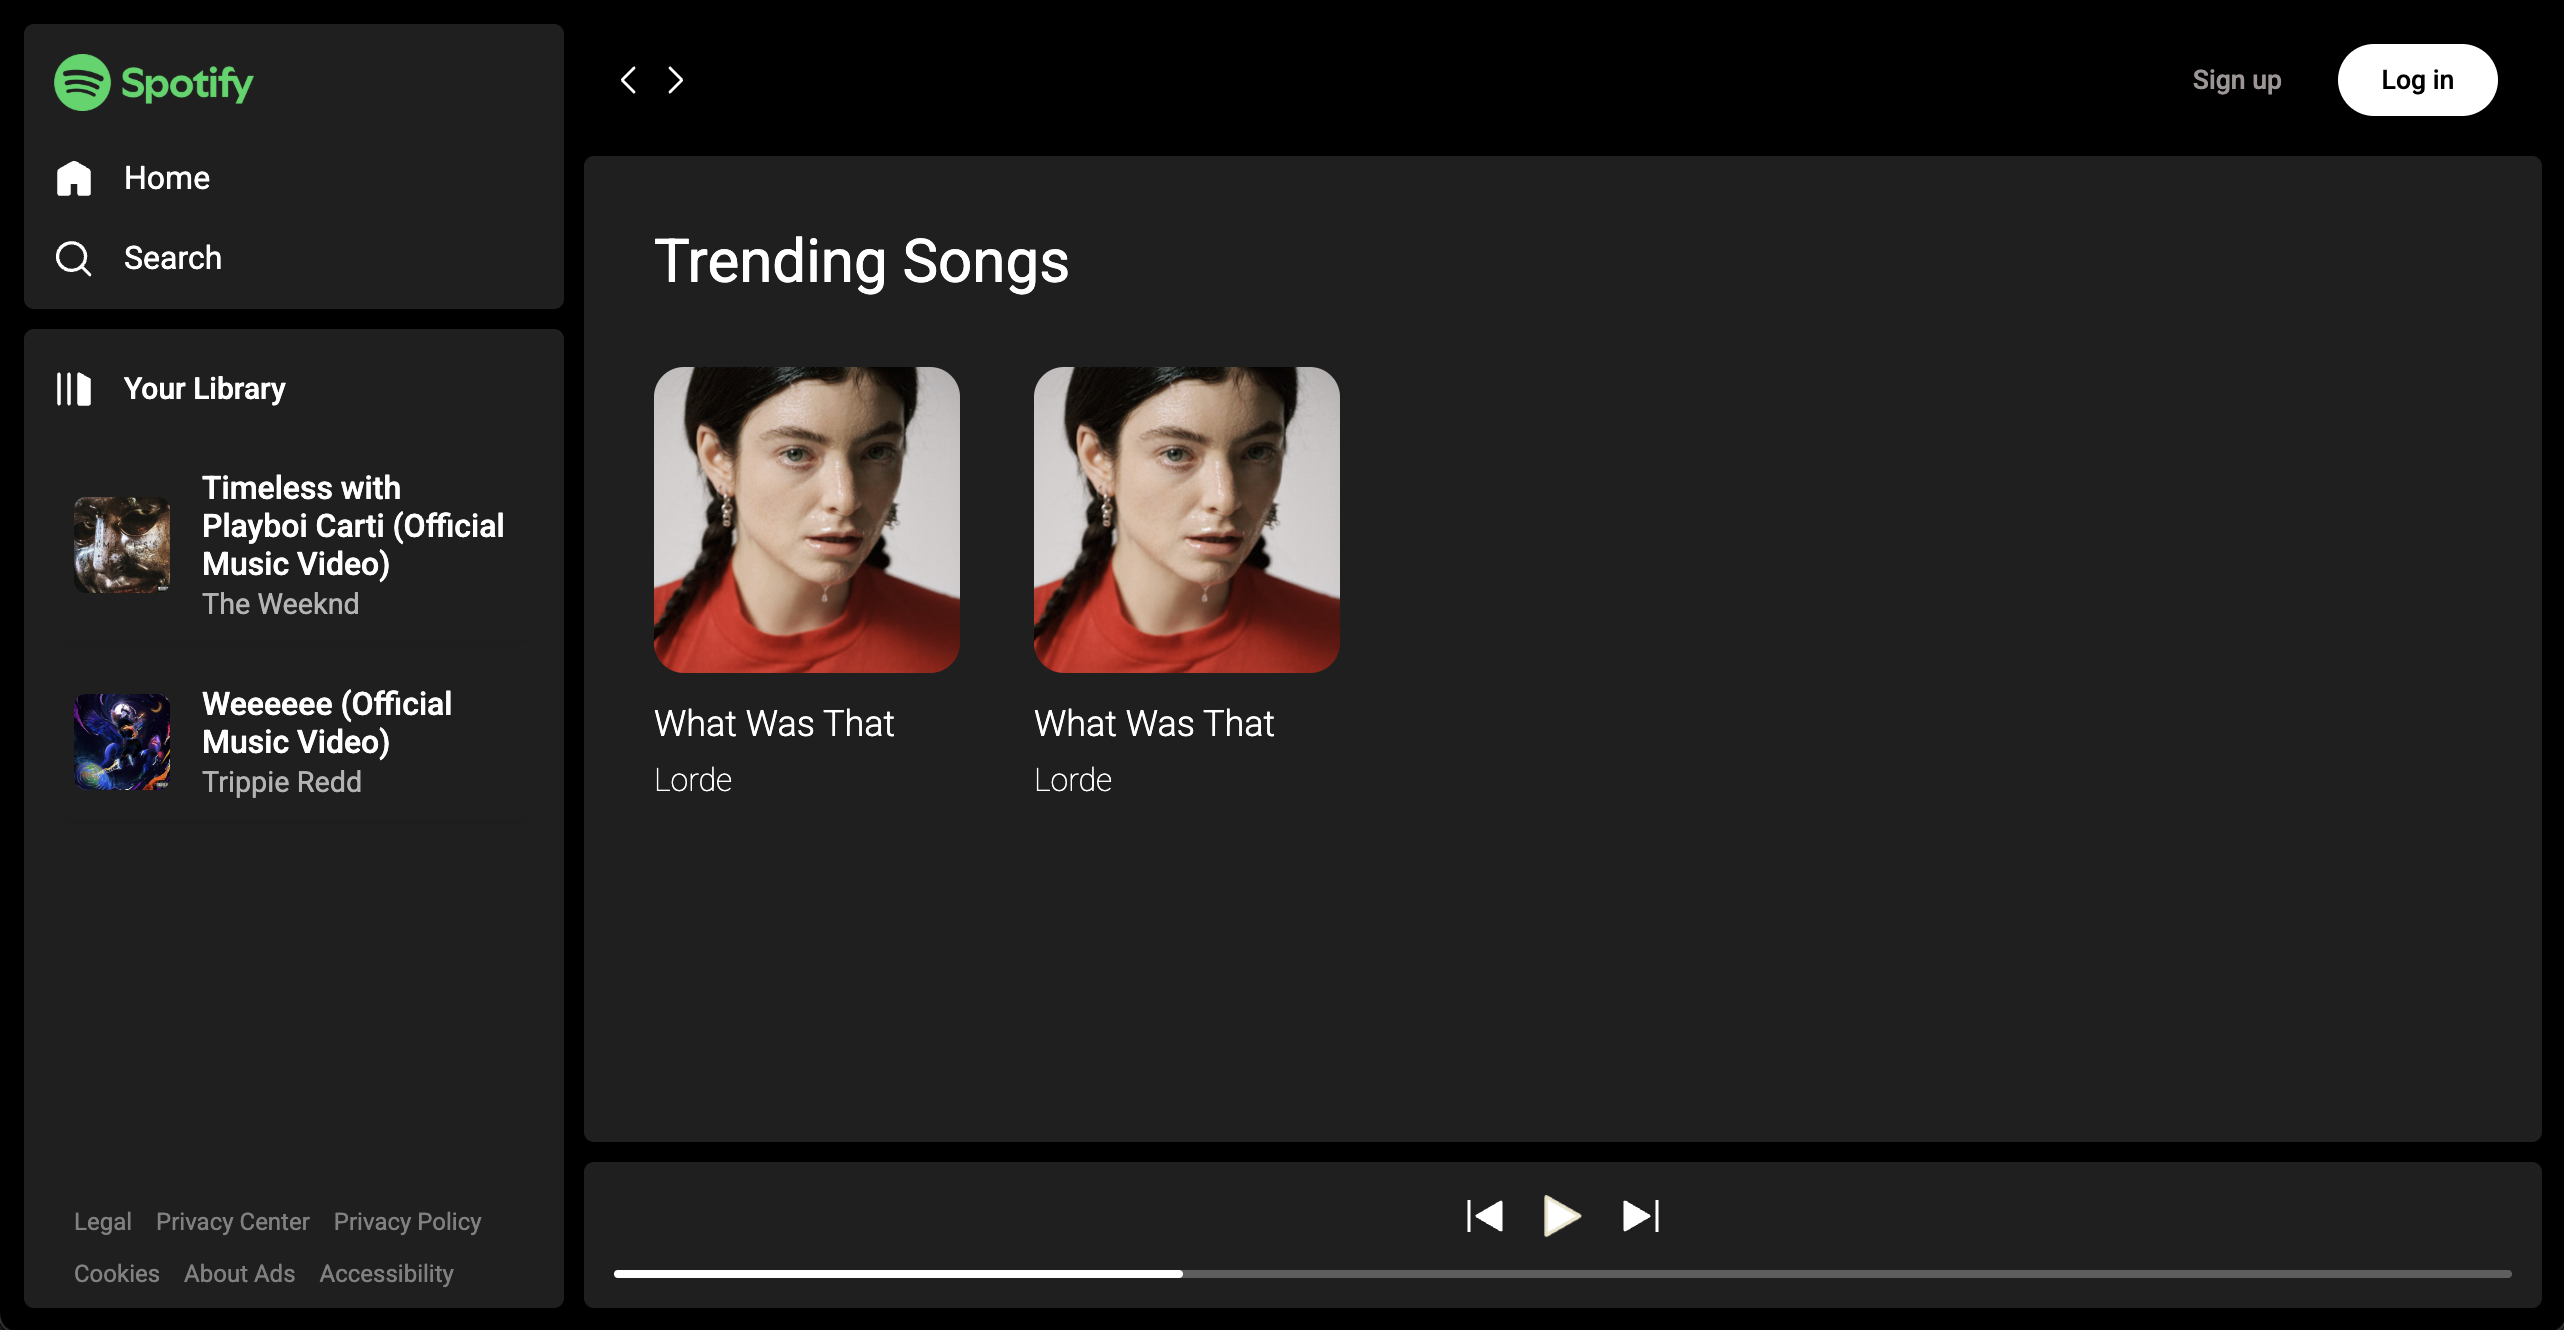 Spotify
Home
Search
Your Library
Timeless with
Playboi Carti (Official
Music Video)
The Weeknd
Weeeeee (Official
Music Video)
Trippie Redd
Legal Privacy Center Privacy Policy
Cookies About Ads Accessibility
Sign up Log in
Trending Songs
What Was That
Lorde
What Was That
Lorde